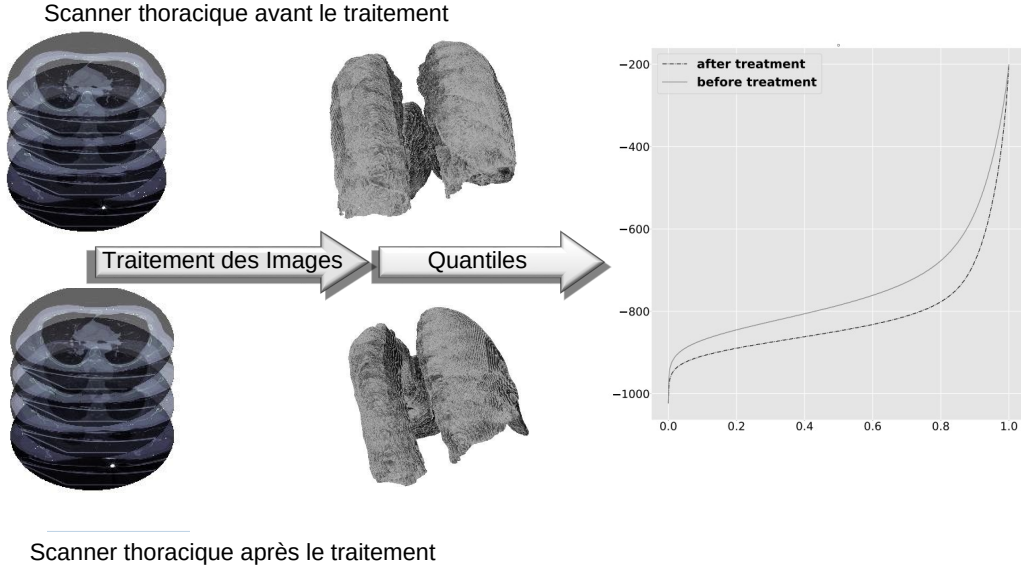 Scanner thoracique avant le traitement
Traitement des Images
Quantiles
after treatment
before treatment
−200
−400
−600
−800
−1000
0.0 0.2 0.4 0.6 0.8 1.0
Scanner thoracique après le traitement